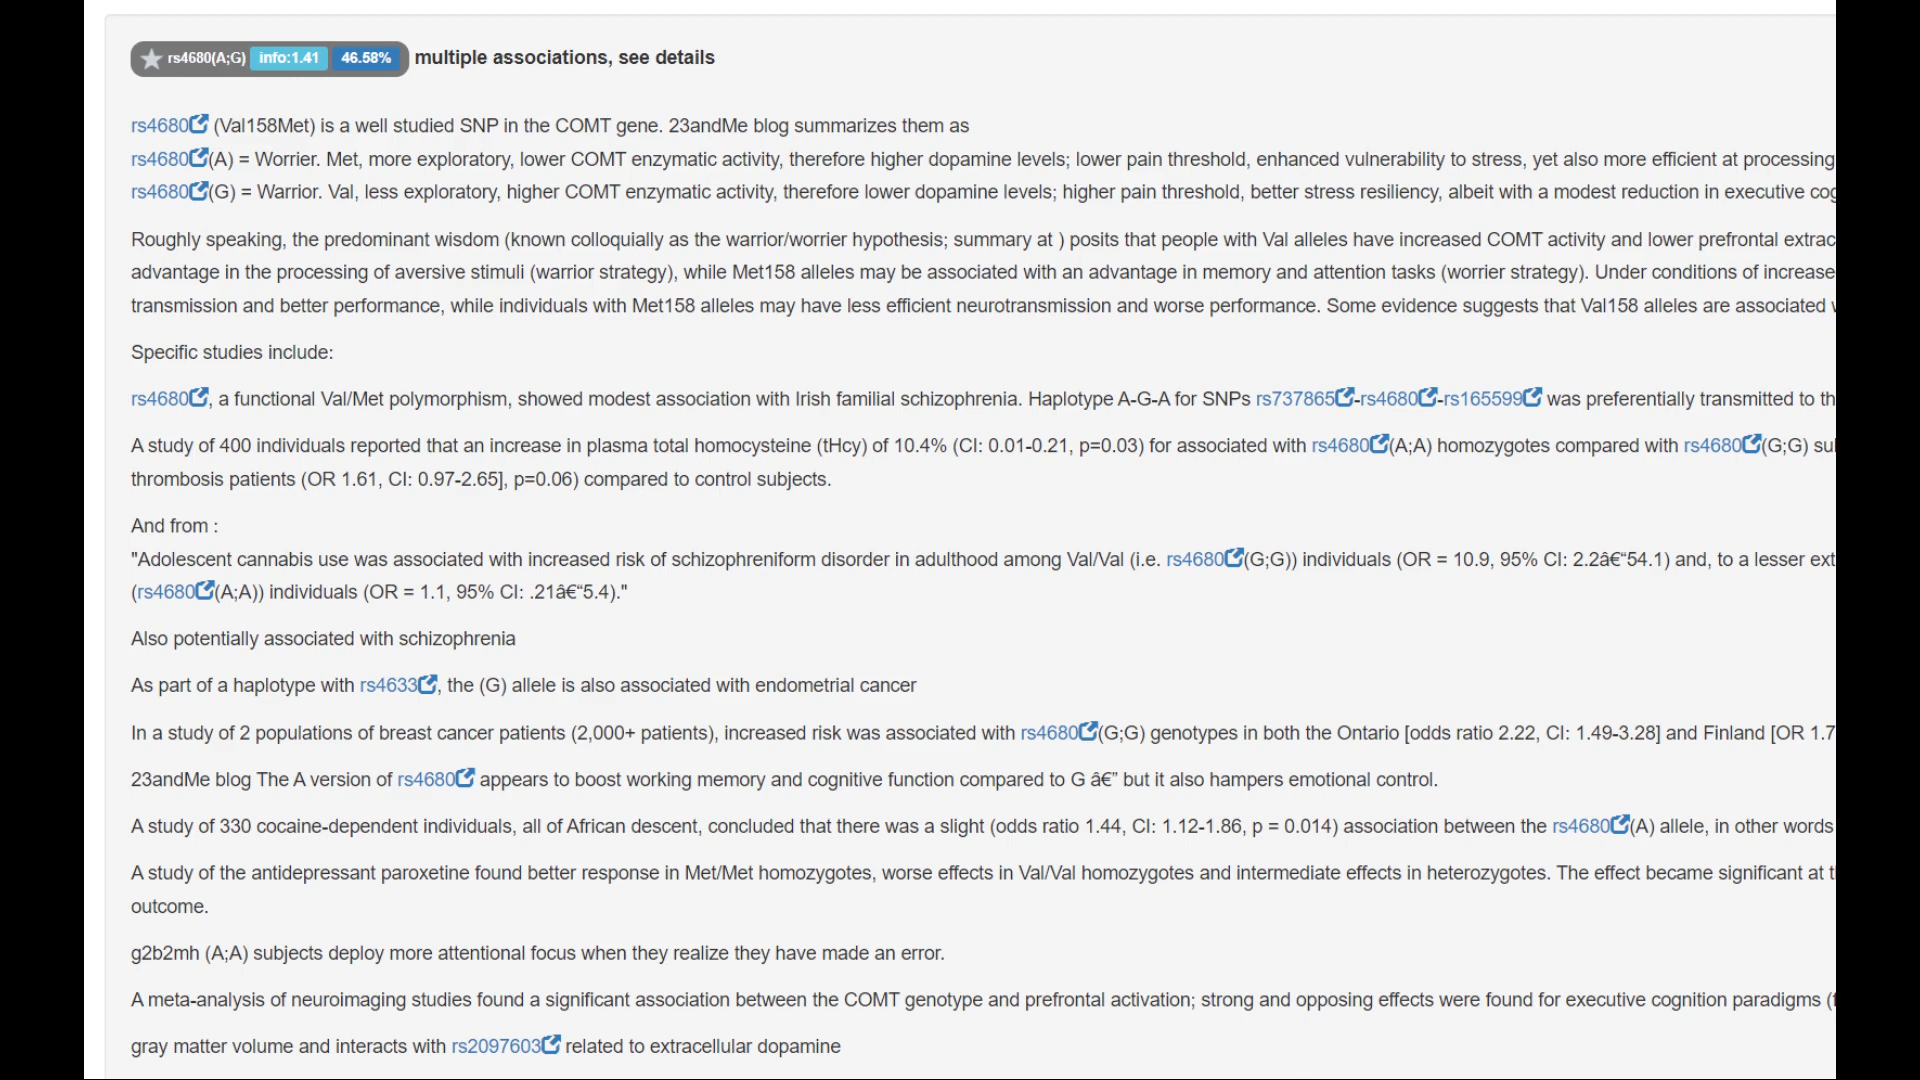 rs4680(A;G) info:1.41 46.58% multiple associations, see details
rs4680 (Val158Met) is a well studied SNP in the COMT gene. 23andMe blog summarizes them as
rs4680(A) = Worrier. Met, more exploratory, lower COMT enzymatic activity, therefore higher dopamine levels; lower pain threshold, enhanced vulnerability to stress, yet also more efficient at processing
rs4680(G) = Warrior. Val, less exploratory, higher COMT enzymatic activity, therefore lower dopamine levels; higher pain threshold, better stress resiliency, albeit with a modest reduction in executive cog
Roughly speaking, the predominant wisdom (known colloquially as the warrior/worrier hypothesis; summary at ) posits that people with Val alleles have increased COMT activity and lower prefrontal extrac
advantage in the processing of aversive stimuli (warrior strategy), while Met158 alleles may be associated with an advantage in memory and attention tasks (worrier strategy). Under conditions of increase
transmission and better performance, while individuals with Met158 alleles may have less efficient neurotransmission and worse performance. Some evidence suggests that Val158 alleles are associated
Specific studies include:
rs4680, a functional Val/Met polymorphism, showed modest association with Irish familial schizophrenia. Haplotype A-G-A for SNPs rs737865-rs4680-rs165599 was preferentially transmitted to th
A study of 400 individuals reported that an increase in plasma total homocysteine (tHcy) of 10.4% (CI: 0.01-0.21, p=0.03) for associated with rs4680(A;A) homozygotes compared with rs4680(G;G) su
thrombosis patients (OR 1.61, CI: 0.97-2.65], p=0.06) compared to control subjects.
And from :
"Adolescent cannabis use was associated with increased risk of schizophreniform disorder in adulthood among Val/Val (i.e. rs4680(G;G)) individuals (OR = 10.9, 95% CI: 2.2â€“54.1) and, to a lesser ext
(rs4680(A;A)) individuals (OR = 1.1, 95% CI: .21â€“5.4)."
Also potentially associated with schizophrenia
As part of a haplotype with rs4633, the (G) allele is also associated with endometrial cancer
In a study of 2 populations of breast cancer patients (2,000+ patients), increased risk was associated with rs4680(G;G) genotypes in both the Ontario [odds ratio 2.22, CI: 1.49-3.28] and Finland [OR 1.7
23andMe blog The A version of rs4680 appears to boost working memory and cognitive function compared to G â€” but it also hampers emotional control.
A study of 330 cocaine-dependent individuals, all of African descent, concluded that there was a slight (odds ratio 1.44, CI: 1.12-1.86, p = 0.014) association between the rs4680(A) allele, in other words
A study of the antidepressant paroxetine found better response in Met/Met homozygotes, worse effects in Val/Val homozygotes and intermediate effects in heterozygotes. The effect became significant at t
outcome.
g2b2mh (A;A) subjects deploy more attentional focus when they realize they have made an error.
A meta-analysis of neuroimaging studies found a significant association between the COMT genotype and prefrontal activation; strong and opposing effects were found for executive cognition paradigms (
gray matter volume and interacts with rs2097603 related to extracellular dopamine